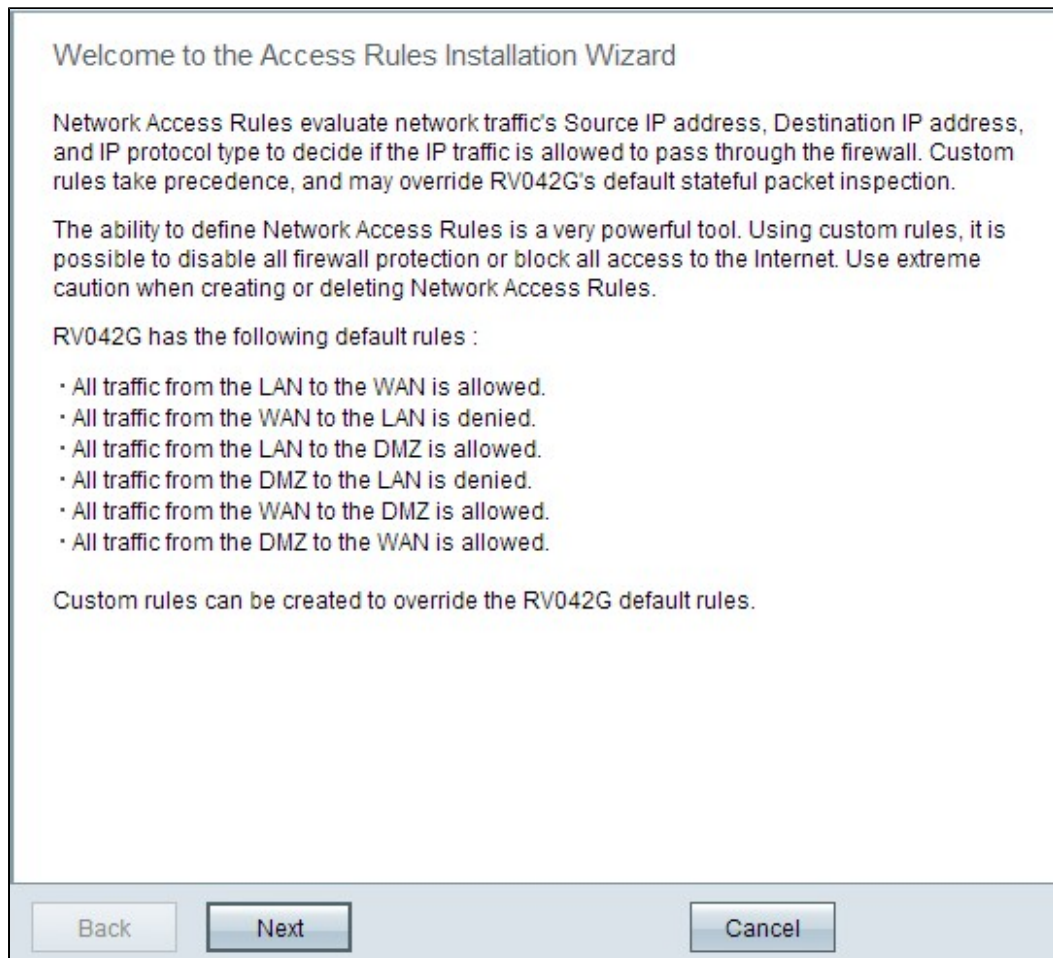 Welcome to the Access Rules Installation Wizard
Network Access Rules evaluate network traffic's Source IP address, Destination IP address,
and IP protocol type to decide if the IP traffic is allowed to pass through the firewall. Custom
rules take precedence, and may override RV042G's default stateful packet inspection.
The ability to define Network Access Rules is a very powerful tool. Using custom rules, it is
possible to disable all firewall protection or block all access to the Internet. Use extreme
caution when creating or deleting Network Access Rules.
RV042G has the following default rules :
· All traffic from the LAN to the WAN is allowed.
· All traffic from the WAN to the LAN is denied.
· All traffic from the LAN to the DMZ is allowed.
· All traffic from the DMZ to the LAN is denied.
· All traffic from the WAN to the DMZ is allowed.
· All traffic from the DMZ to the WAN is allowed.
Custom rules can be created to override the RV042G default rules.
Back Next Cancel